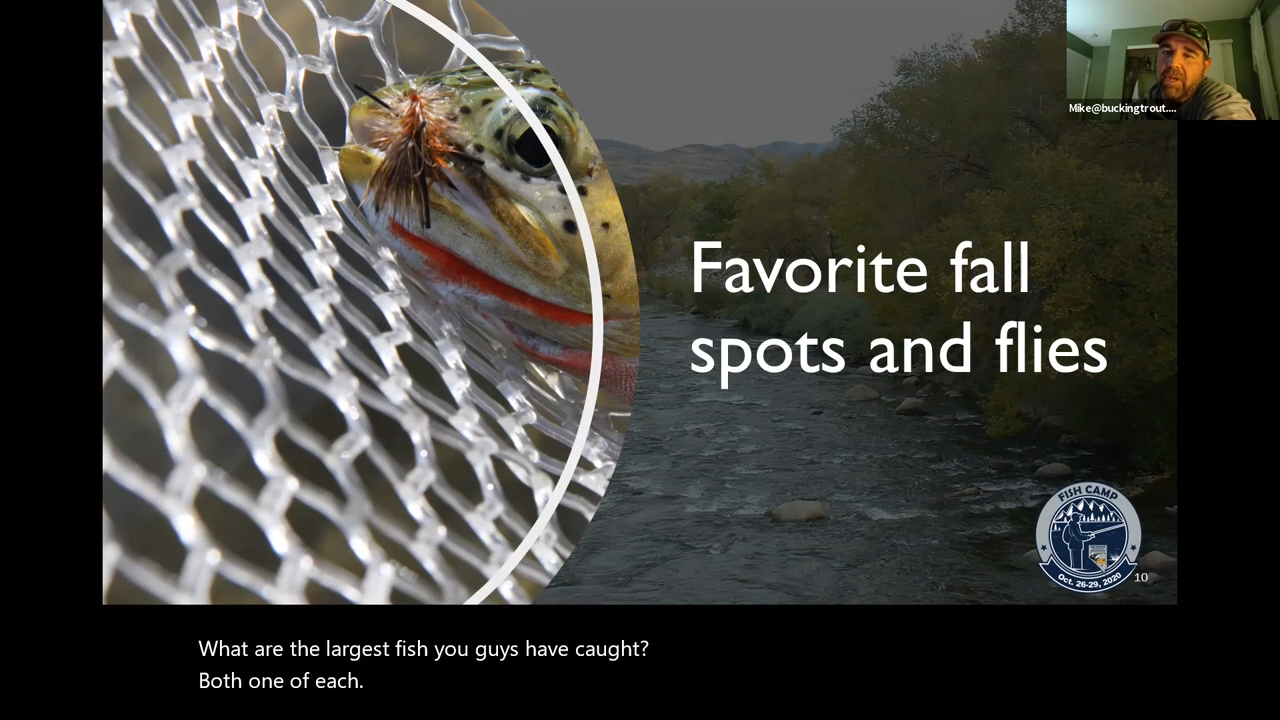 Mike@buckingtrout....
Favorite fall
spots and flies
FISH CAMP
Oct. 26-29, 2020
10
What are the largest fish you guys have caught?
Both one of each.